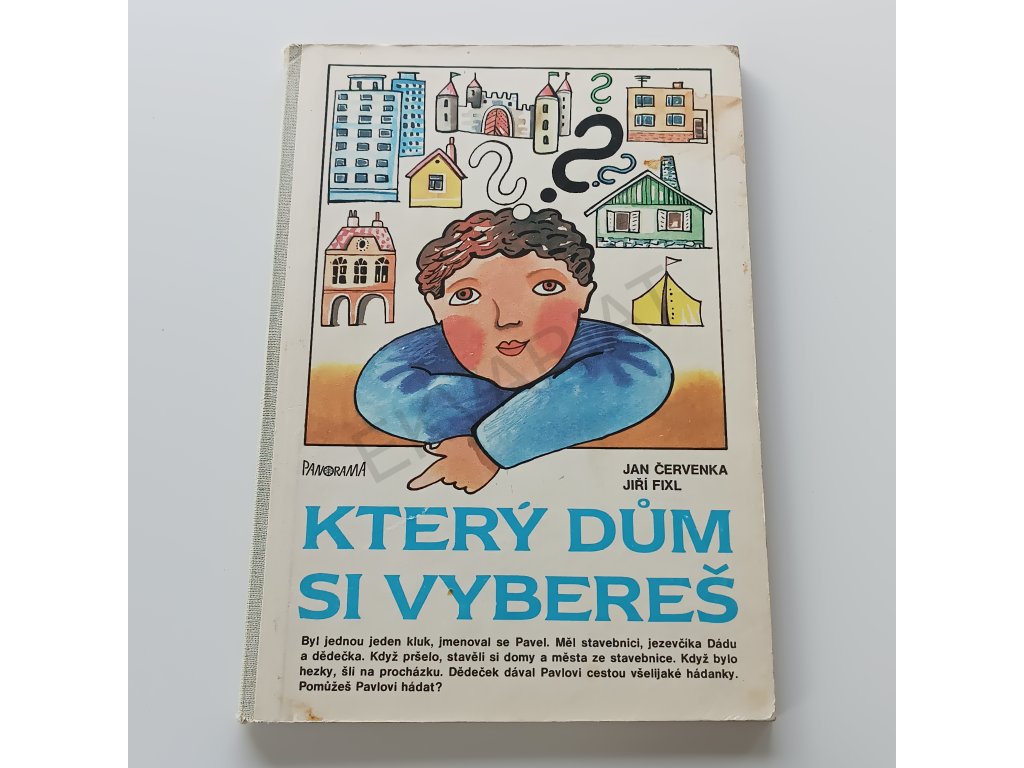 PANORAMA
JAN ČERVENKA
JIŘÍ FIXL
KTERÝ DŮM
SI VYBEREŠ
Byl jednou jeden kluk, jmenoval se Pavel. Měl stavebnici, jezevčíka Dádu
a dědečka. Když pršelo, stavěli si domy a města ze stavebnice. Když bylo
hezky, šli na procházku. Dědeček dával Pavlovi cestou všelijaké hádanky.
Pomůžeš Pavlovi hádat?